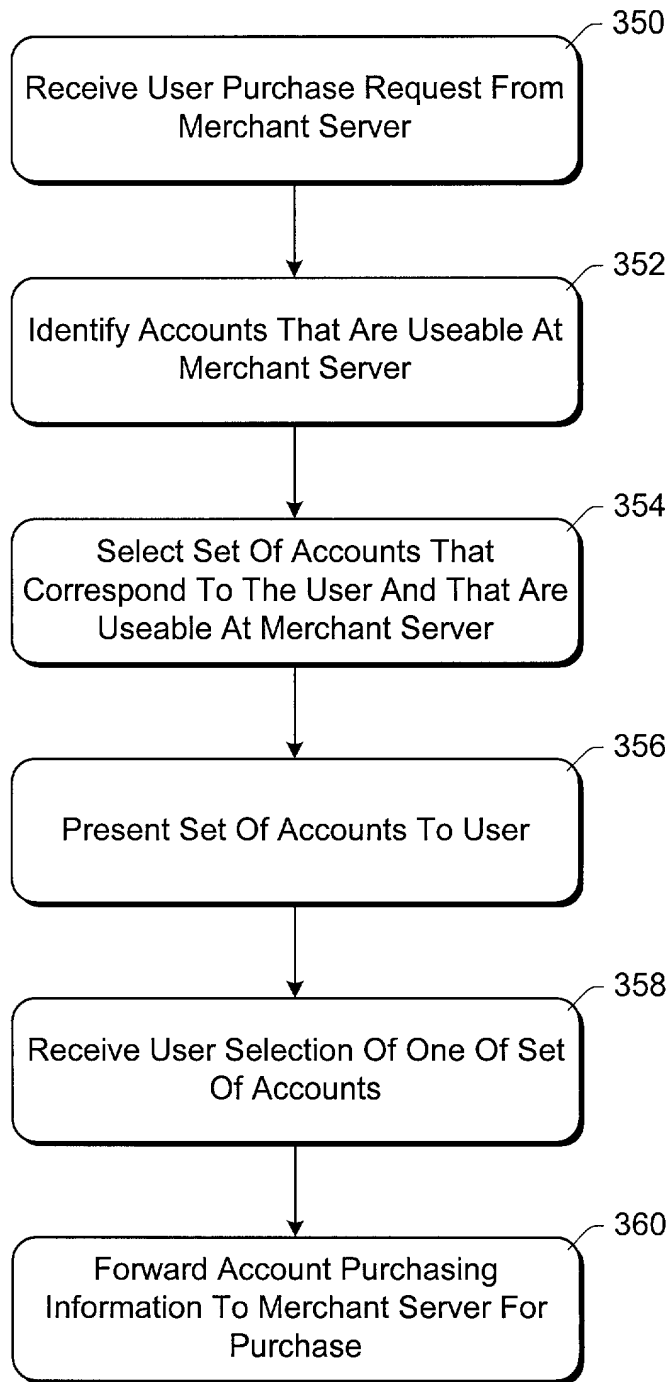 350
Receive User Purchase Request From
Merchant Server
352
Identify Accounts That Are Useable At
Merchant Server
354
Select Set Of Accounts That
Correspond To The User And That Are
Useable At Merchant Server
356
Present Set Of Accounts To User
358
Receive User Selection Of One Of Set
Of Accounts
360
Forward Account Purchasing
Information To Merchant Server For
Purchase